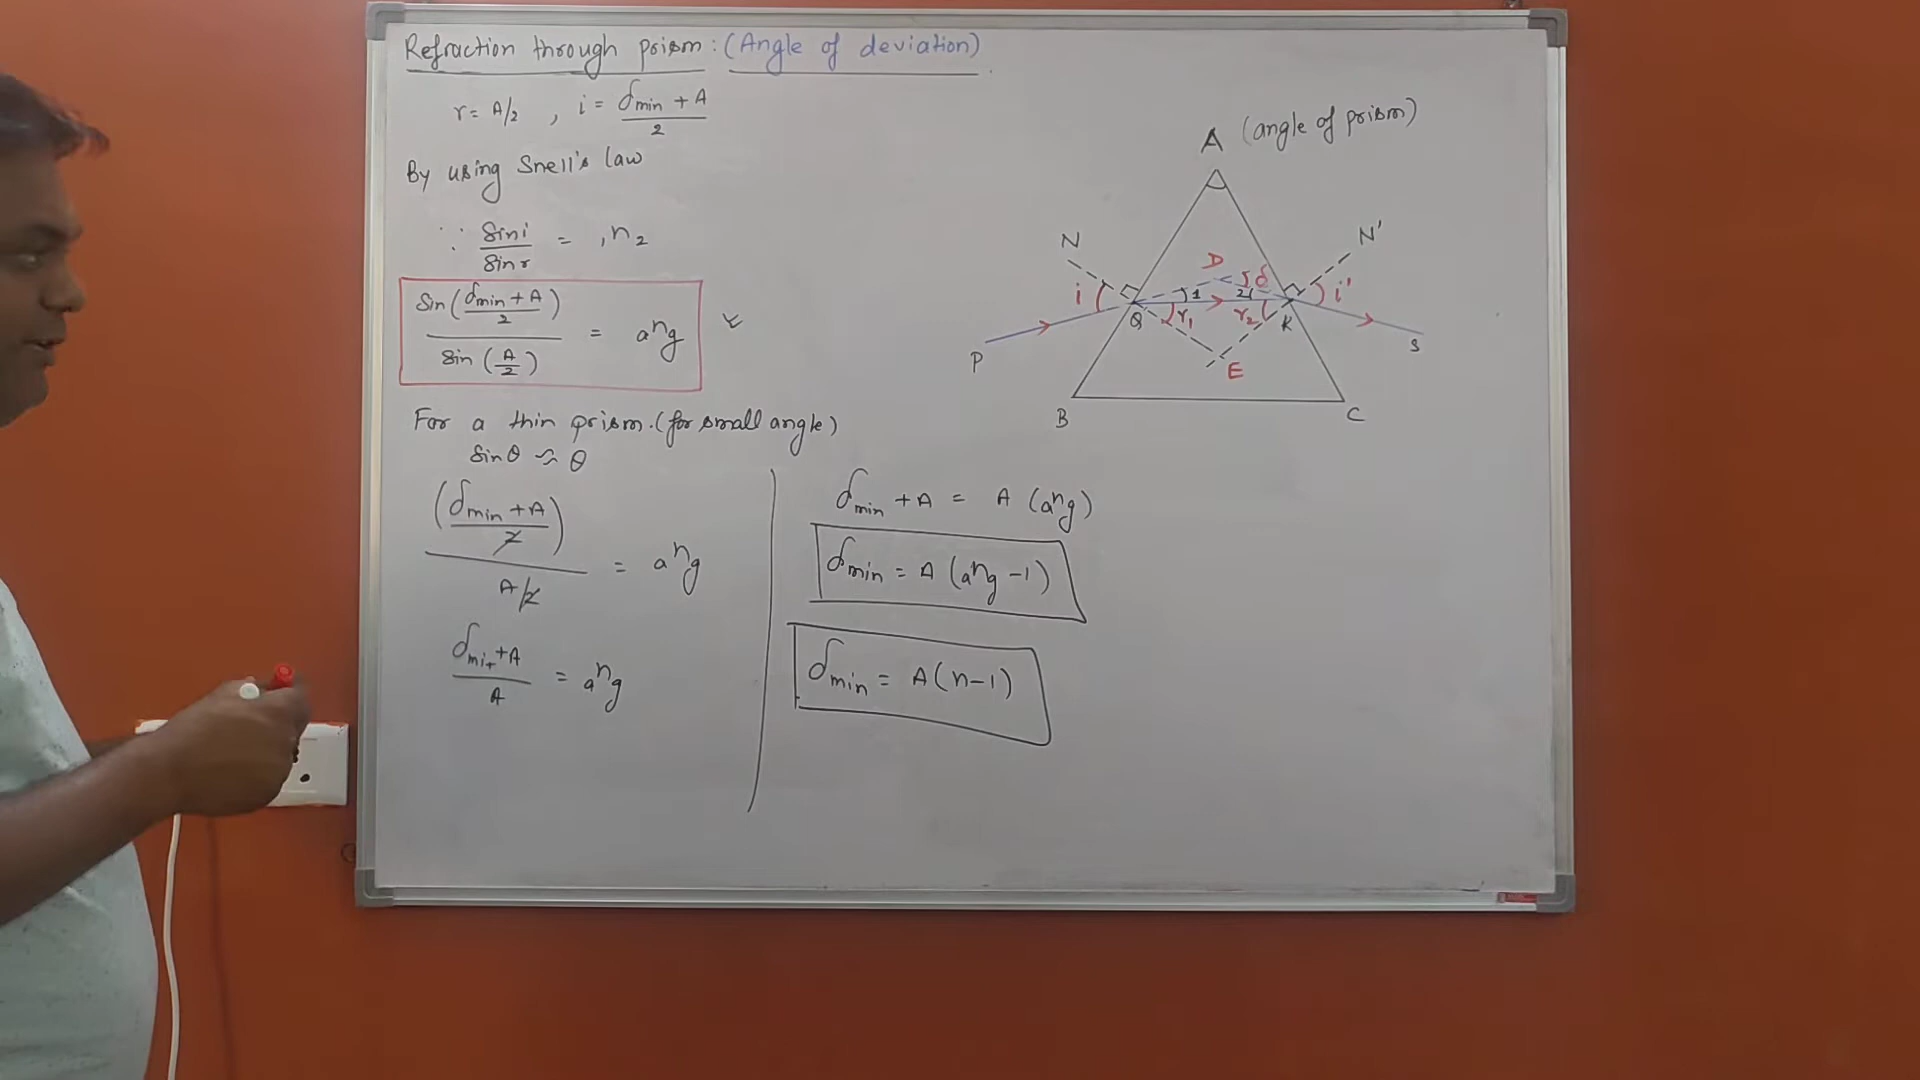 Refraction through prism : (Angle of deviation)
r = A/2 , i = δmin + A / 2
By using Snell's law
∵ Sin i / Sin r = ₁n₂
Sin (δmin + A / 2) / Sin (A/2) = ang
For a thin prism. (for small angle)
Sin θ ≈ θ
(δmin + A / 2) / A/2 = ang
δmin + A / A = ang
δmin + A = A (ang)
δmin = A (ang - 1)
δmin = A (n-1)
A (angle of prism)
N
N'
D
δ
i
1
2
i'
Q
r1
r2
K
P
S
E
B
C